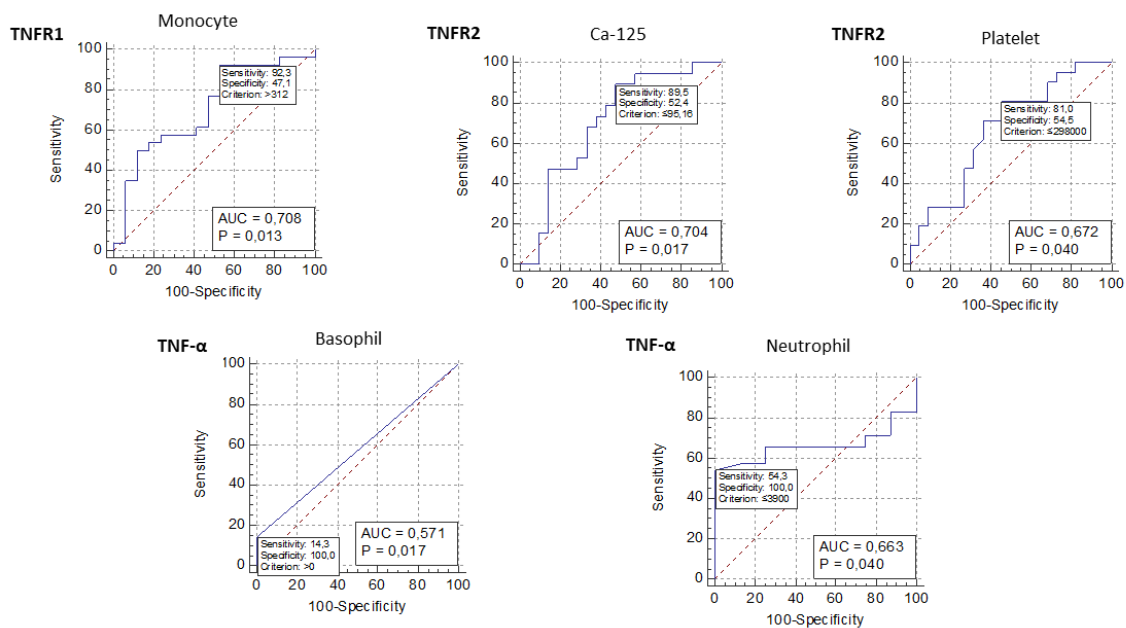 TNFR1
Monocyte
100
80
60
40
20
0
Sensitivity
Sensitivity: 92,3
Specificity: 47,1
Criterion: >312
AUC = 0,708
P = 0,013
0 20 40 60 80 100
100-Specificity
TNFR2
Ca-125
100
80
60
40
20
0
Sensitivity
Sensitivity: 89,5
Specificity: 52,4
Criterion: ≤95,16
AUC = 0,704
P = 0,017
0 20 40 60 80 100
100-Specificity
TNFR2
Platelet
100
80
60
40
20
0
Sensitivity
Sensitivity: 81,0
Specificity: 54,5
Criterion: ≤298000
AUC = 0,672
P = 0,040
0 20 40 60 80 100
100-Specificity
TNF-α
Basophil
100
80
60
40
20
0
Sensitivity
Sensitivity: 14,3
Specificity: 100,0
Criterion: >0
AUC = 0,571
P = 0,017
0 20 40 60 80 100
100-Specificity
TNF-α
Neutrophil
100
80
60
40
20
0
Sensitivity
Sensitivity: 54,3
Specificity: 100,0
Criterion: ≤3900
AUC = 0,663
P = 0,040
0 20 40 60 80 100
100-Specificity